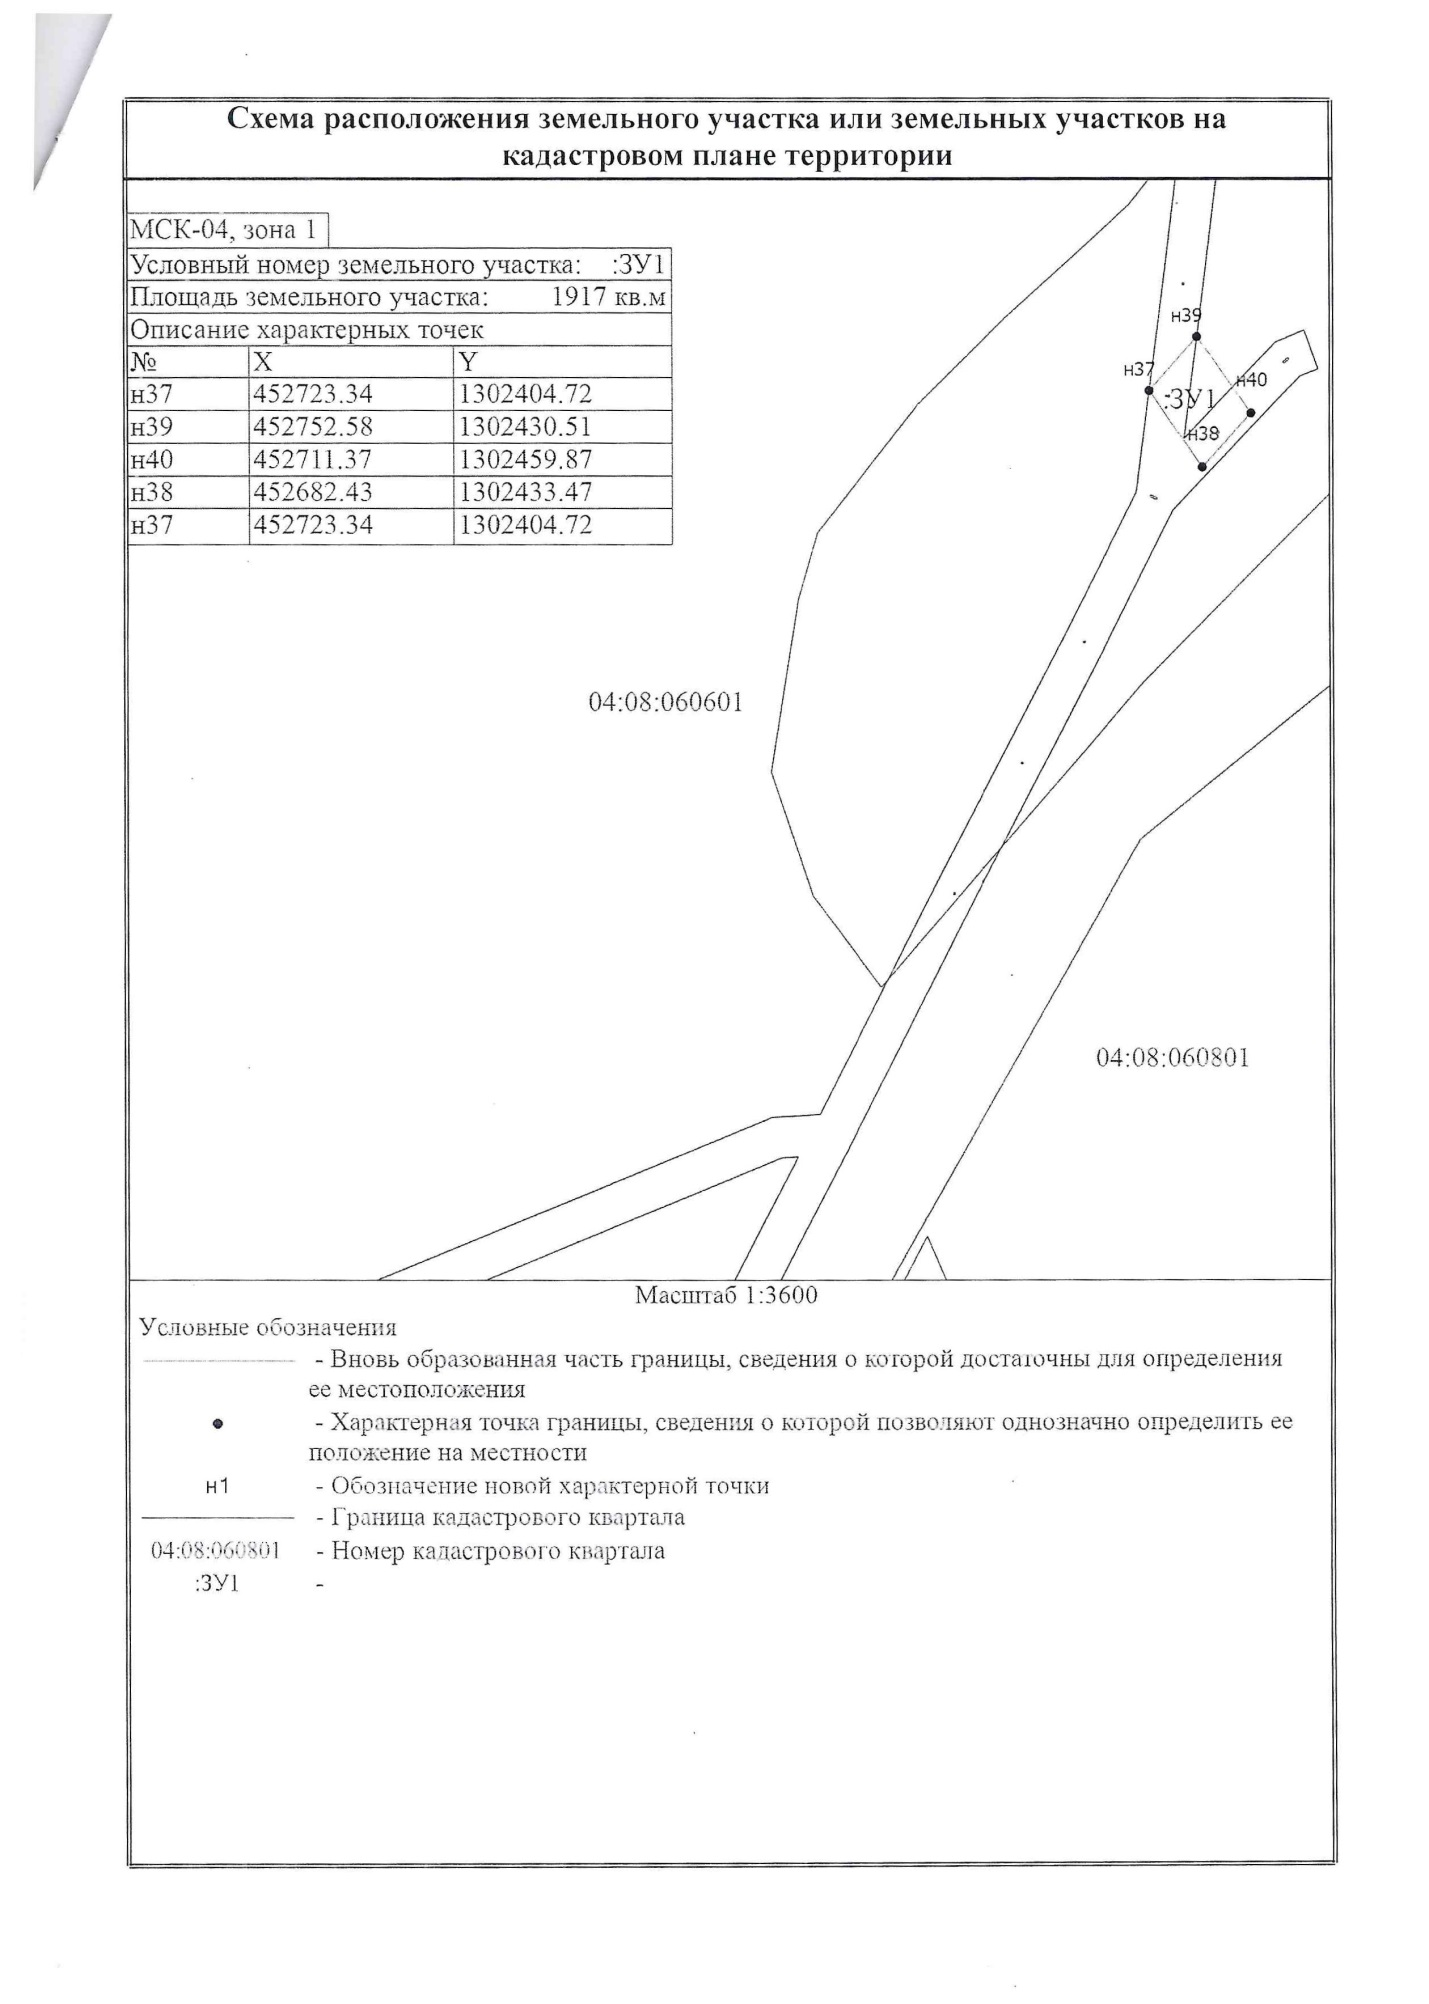 Схема расположения земельного участка или земельных участков на
кадастровом плане территории
МСК-04, зона 1
Условный номер земельного участка: :ЗУ1
Площадь земельного участка: 1917 кв.м
Описание характерных точек
№ X Y
н37 452723.34 1302404.72
н39 452752.58 1302430.51
н40 452711.37 1302459.87
н38 452682.43 1302433.47
н37 452723.34 1302404.72
н39
н37
н40
:ЗУ1
н38
04:08:060601
04:08:060801
Масштаб 1:3600
Условные обозначения
- Вновь образованная часть границы, сведения о которой достаточны для определения
ее местоположения
- Характерная точка границы, сведения о которой позволяют однозначно определить ее
положение на местности
н1 - Обозначение новой характерной точки
- Граница кадастрового квартала
04:08:060801 - Номер кадастрового квартала
:ЗУ1 -